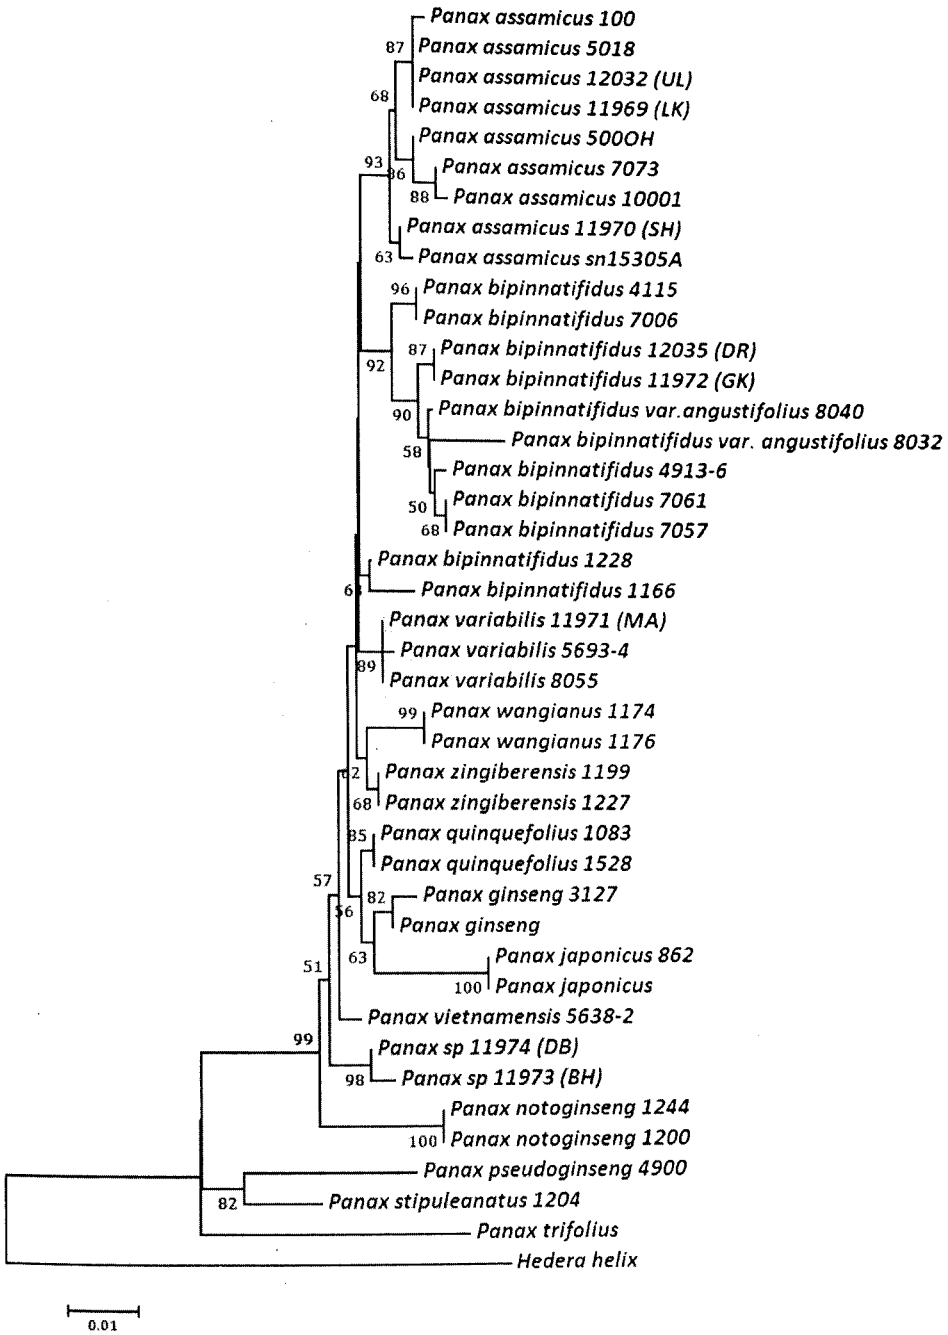 Panax assamicus 100
87
Panax assamicus 5018
Panax assamicus 12032 (UL)
68
Panax assamicus 11969 (LK)
Panax assamicus 500OH
93
86
Panax assamicus 7073
88
Panax assamicus 10001
Panax assamicus 11970 (SH)
63
Panax assamicus sn15305A
96
Panax bipinnatifidus 4115
Panax bipinnatifidus 7006
87
Panax bipinnatifidus 12035 (DR)
92
Panax bipinnatifidus 11972 (GK)
90
Panax bipinnatifidus var.angustifolius 8040
Panax bipinnatifidus var. angustifolius 8032
58
Panax bipinnatifidus 4913-6
Panax bipinnatifidus 7061
50
68
Panax bipinnatifidus 7057
Panax bipinnatifidus 1228
Panax bipinnatifidus 1166
Panax variabilis 11971 (MA)
Panax variabilis 5693-4
89
Panax variabilis 8055
99
Panax wangianus 1174
Panax wangianus 1176
Panax zingiberensis 1199
68
Panax zingiberensis 1227
85
Panax quinquefolius 1083
Panax quinquefolius 1528
57
82
Panax ginseng 3127
56
Panax ginseng
63
Panax japonicus 862
51
100
Panax japonicus
Panax vietnamensis 5638-2
99
Panax sp 11974 (DB)
98
Panax sp 11973 (BH)
Panax notoginseng 1244
100
Panax notoginseng 1200
Panax pseudoginseng 4900
82
Panax stipuleanatus 1204
Panax trifolius
Hedera helix
0.01